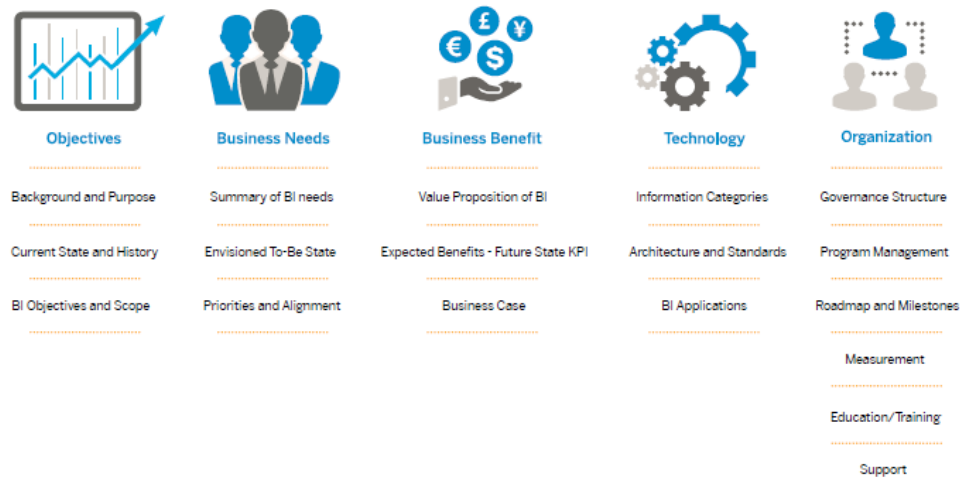 £
¥
€
$
Objectives
Business Needs
Business Benefit
Technology
Organization
Background and Purpose
Summary of BI needs
Value Proposition of BI
Information Categories
Governance Structure
Current State and History
Envisioned To-Be State
Expected Benefits - Future State KPI
Architecture and Standards
Program Management
BI Objectives and Scope
Priorities and Alignment
Business Case
BI Applications
Roadmap and Milestones
Measurement
Education/Training
Support